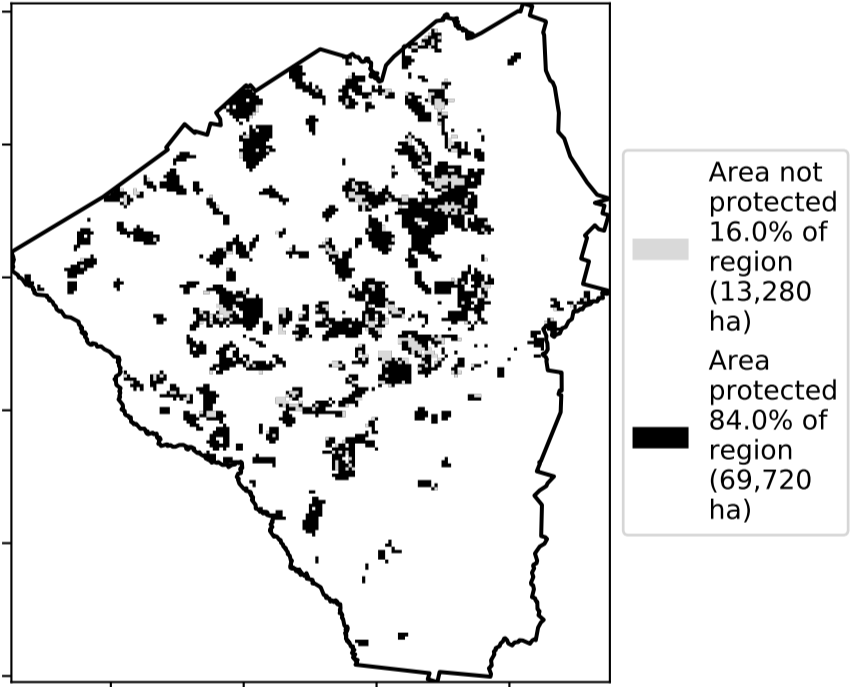 Area not
protected
16.0% of
region
(13,280
ha)
Area
protected
84.0% of
region
(69,720
ha)